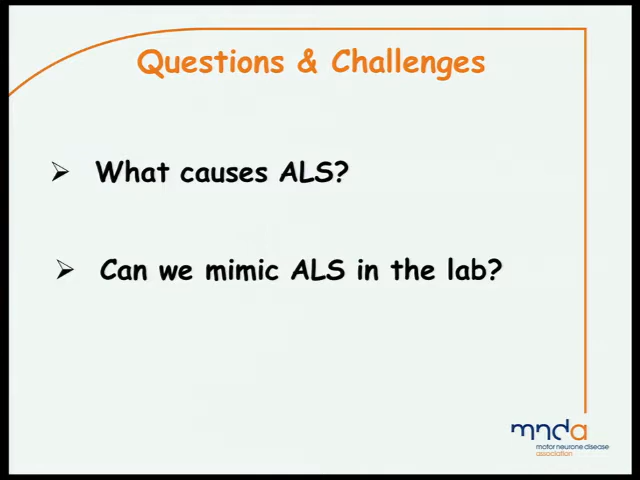 Questions & Challenges
What causes ALS?
Can we mimic ALS in the lab?
mnda
motor neurone disease
association